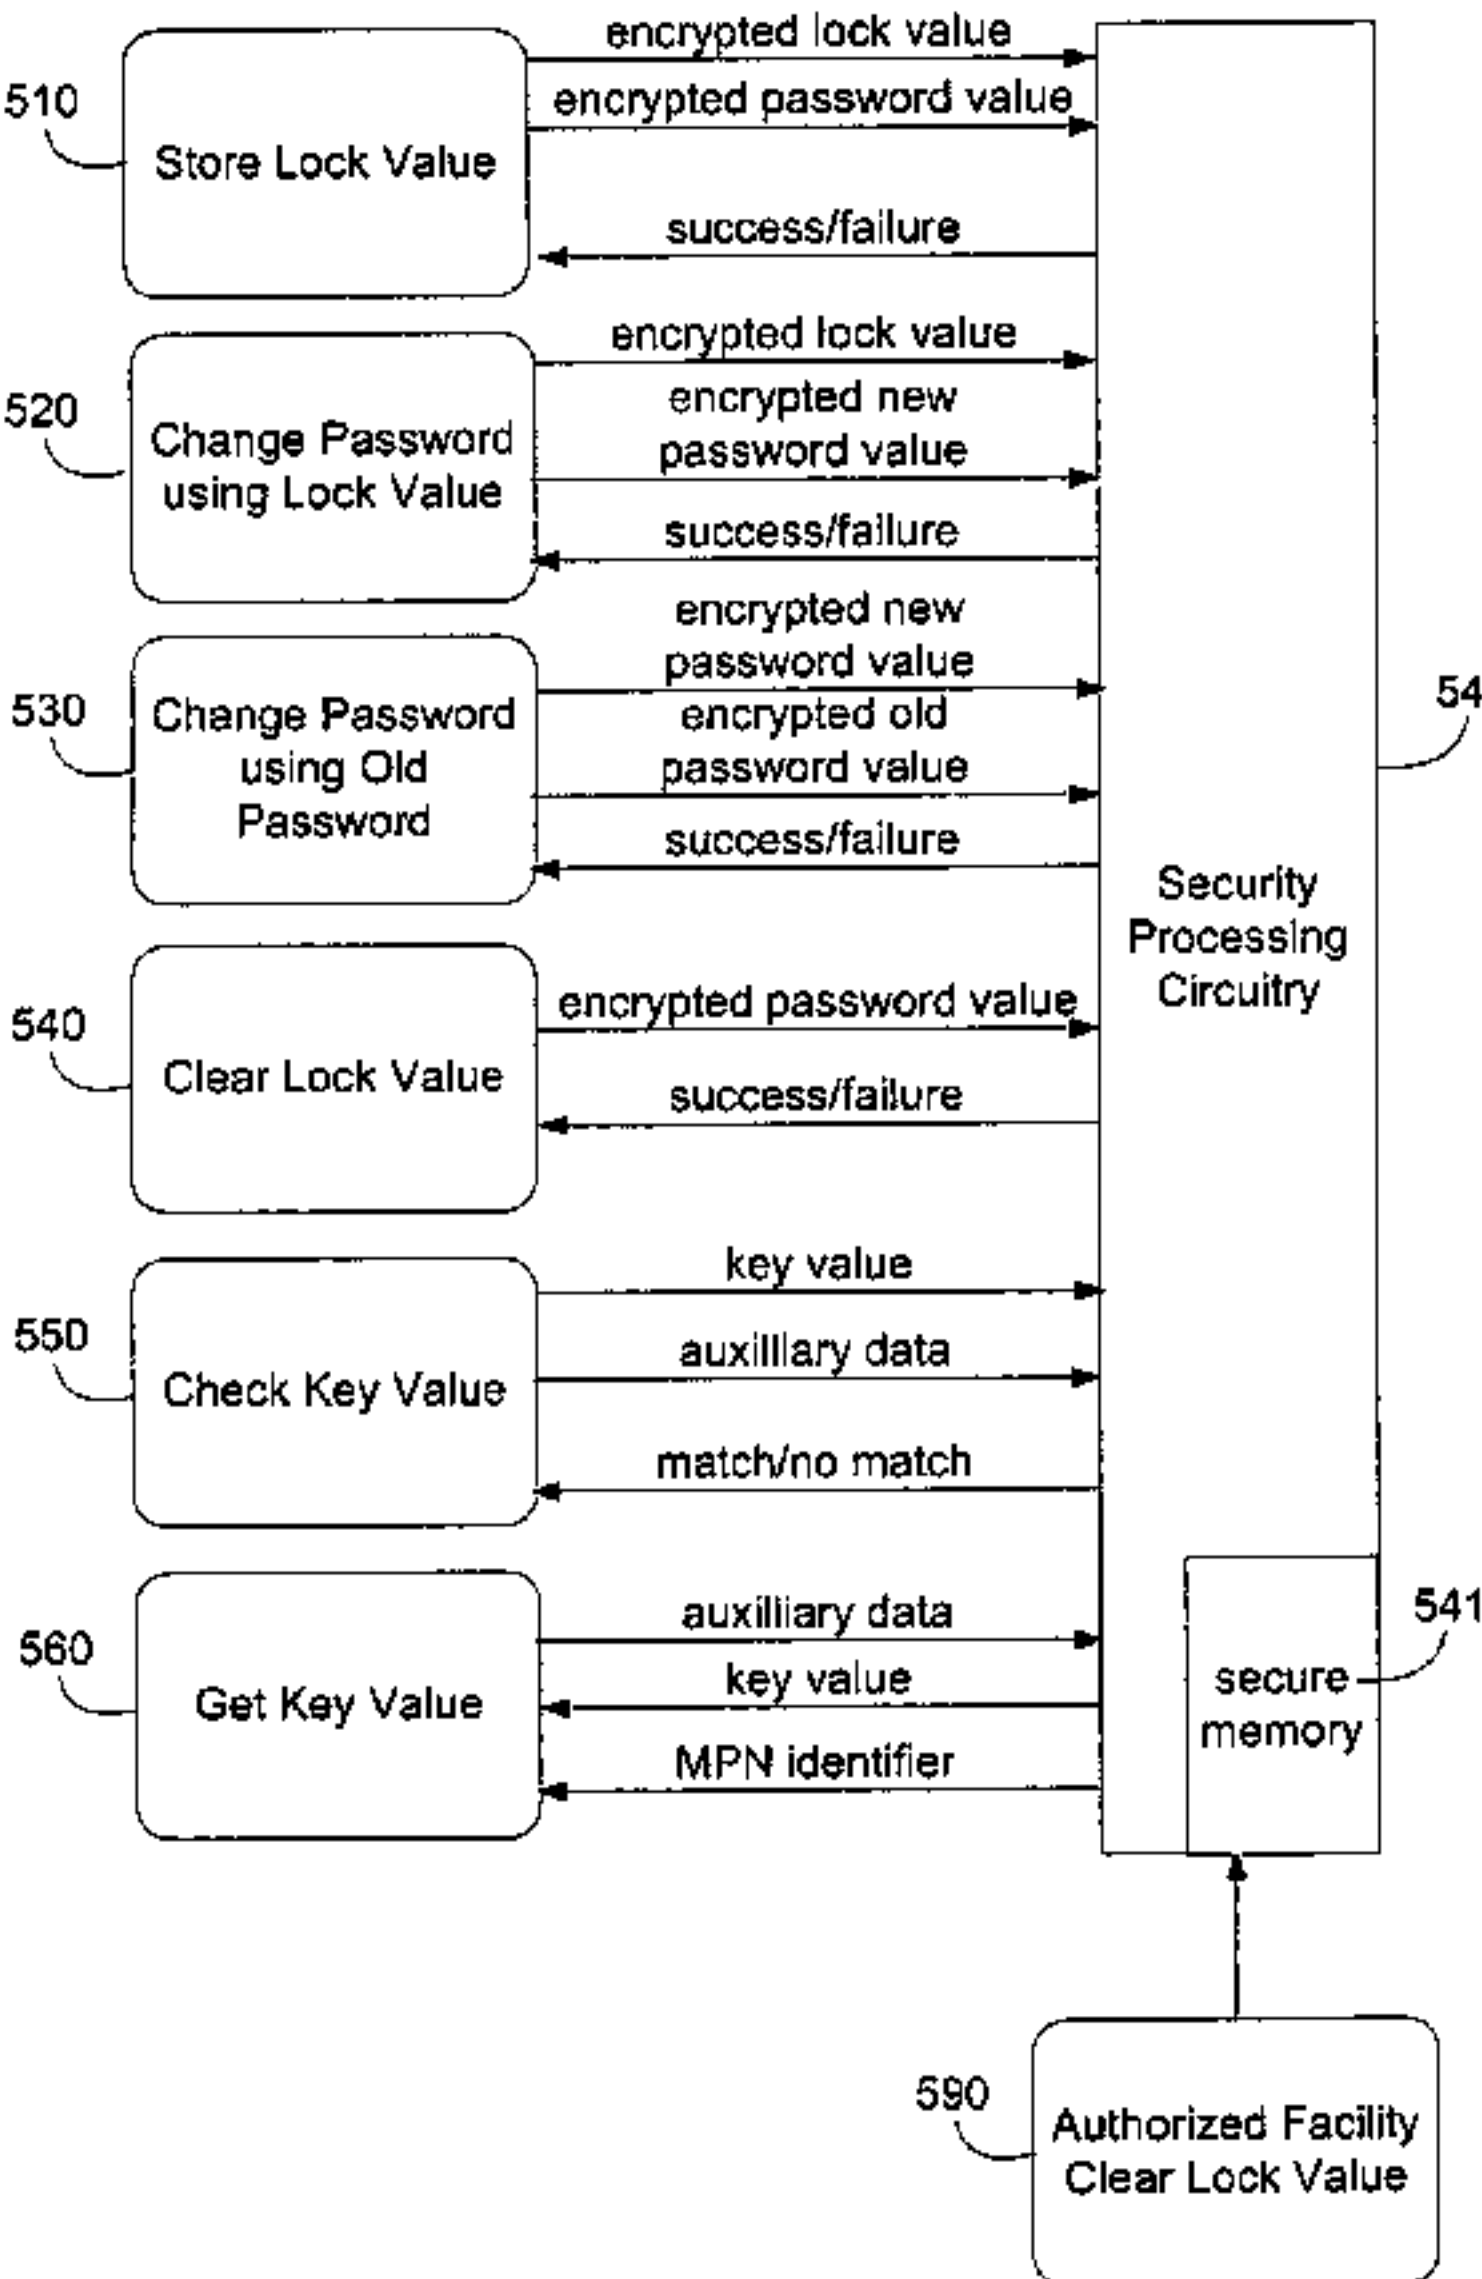 encrypted lock value
510
encrypted password value
Store Lock Value
success/failure
encrypted lock value
520
encrypted new
password value
Change Password
using Lock Value
success/failure
encrypted new
password value
530
Change Password
using Old
Password
encrypted old
password value
success/failure
54
Security
Processing
Circuitry
540
encrypted password value
Clear Lock Value
success/failure
key value
550
auxilliary data
Check Key Value
match/no match
560
auxilliary data
key value
Get Key Value
MPN identifier
541
secure
memory
590
Authorized Facility
Clear Lock Value